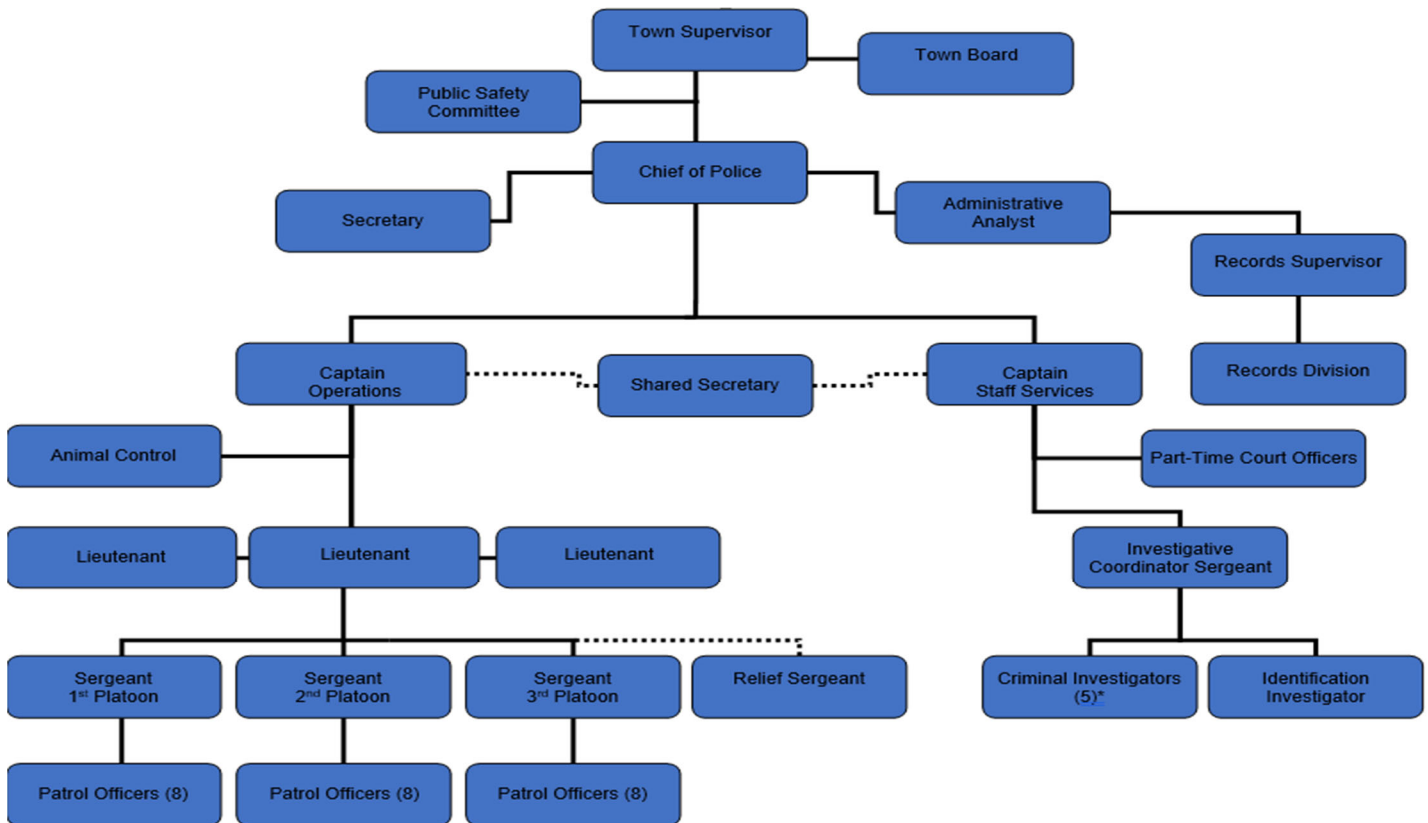 Town Supervisor
Town Board
Public Safety
Committee
Chief of Police
Secretary
Administrative
Analyst
Records Supervisor
Captain
Operations
Shared Secretary
Captain
Staff Services
Records Division
Animal Control
Part-Time Court Officers
Lieutenant
Lieutenant
Lieutenant
Investigative
Coordinator Sergeant
Sergeant
1st Platoon
Sergeant
2nd Platoon
Sergeant
3rd Platoon
Relief Sergeant
Criminal Investigators
(5)*
Identification
Investigator
Patrol Officers (8)
Patrol Officers (8)
Patrol Officers (8)